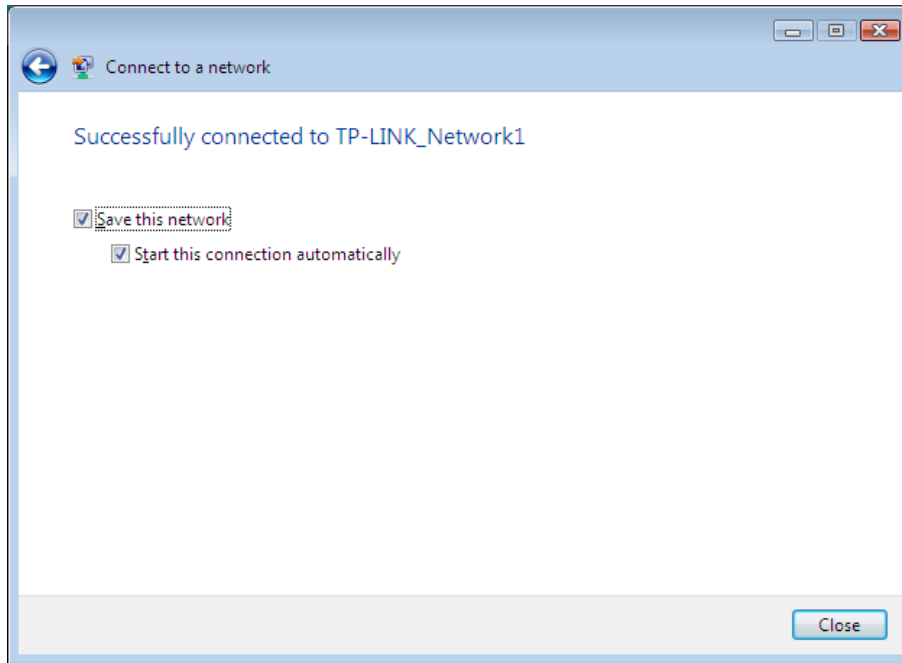 Connect to a network
Successfully connected to TP-LINK_Network1
Save this network
Start this connection automatically
Close